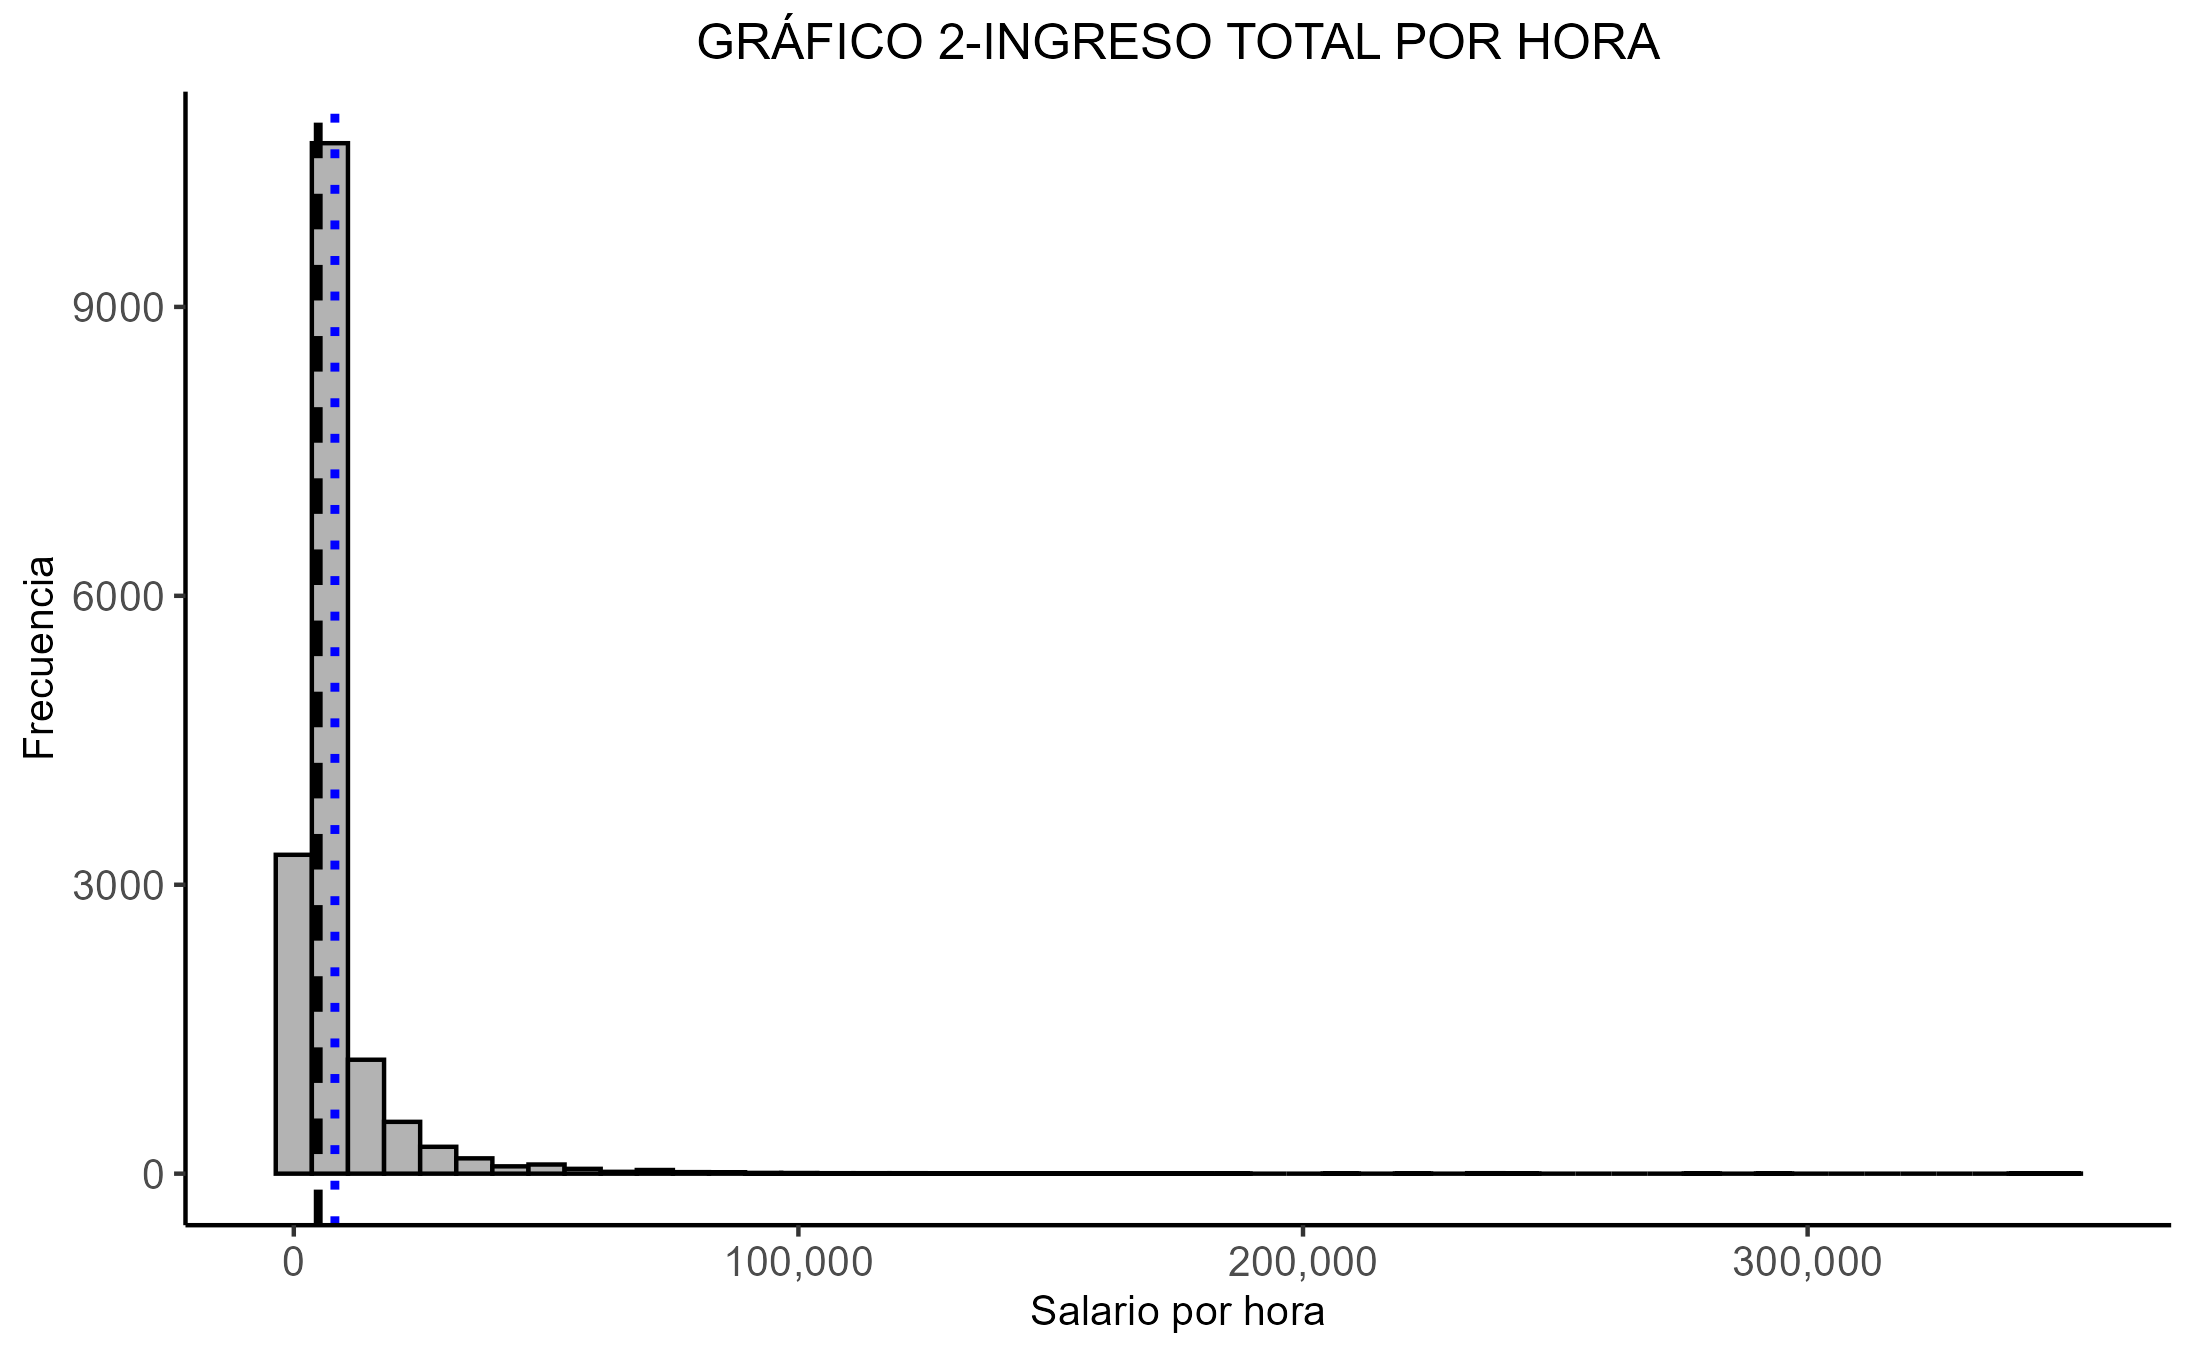 GRÁFICO 2-INGRESO TOTAL POR HORA
Frecuencia
9000
6000
3000
0
0 100,000 200,000 300,000
Salario por hora